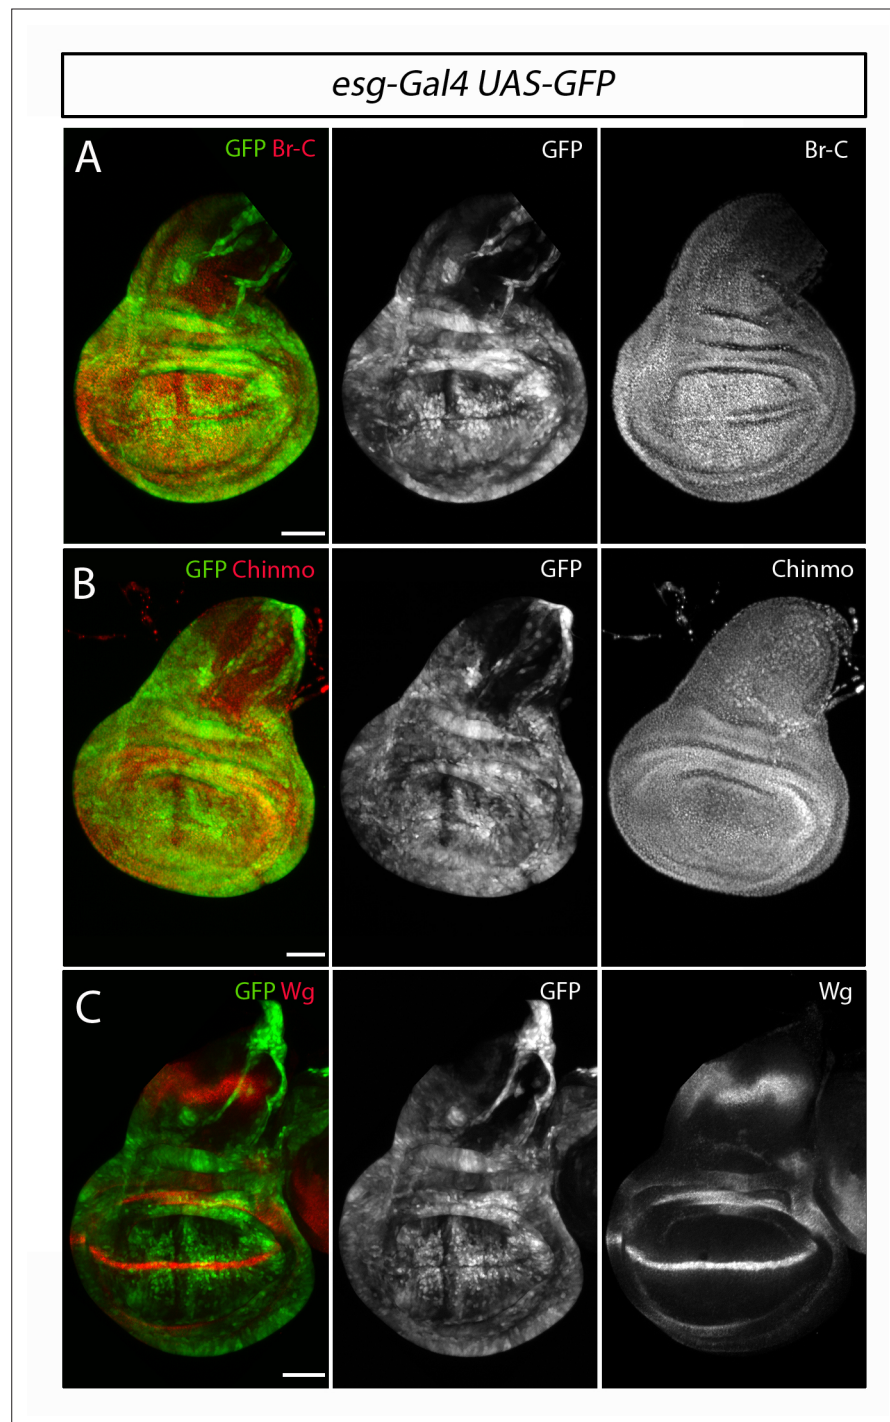 esg-Gal4 UAS-GFP
A
GFP Br-C
GFP
Br-C
B
GFP Chinmo
GFP
Chinmo
C
GFP Wg
GFP
Wg